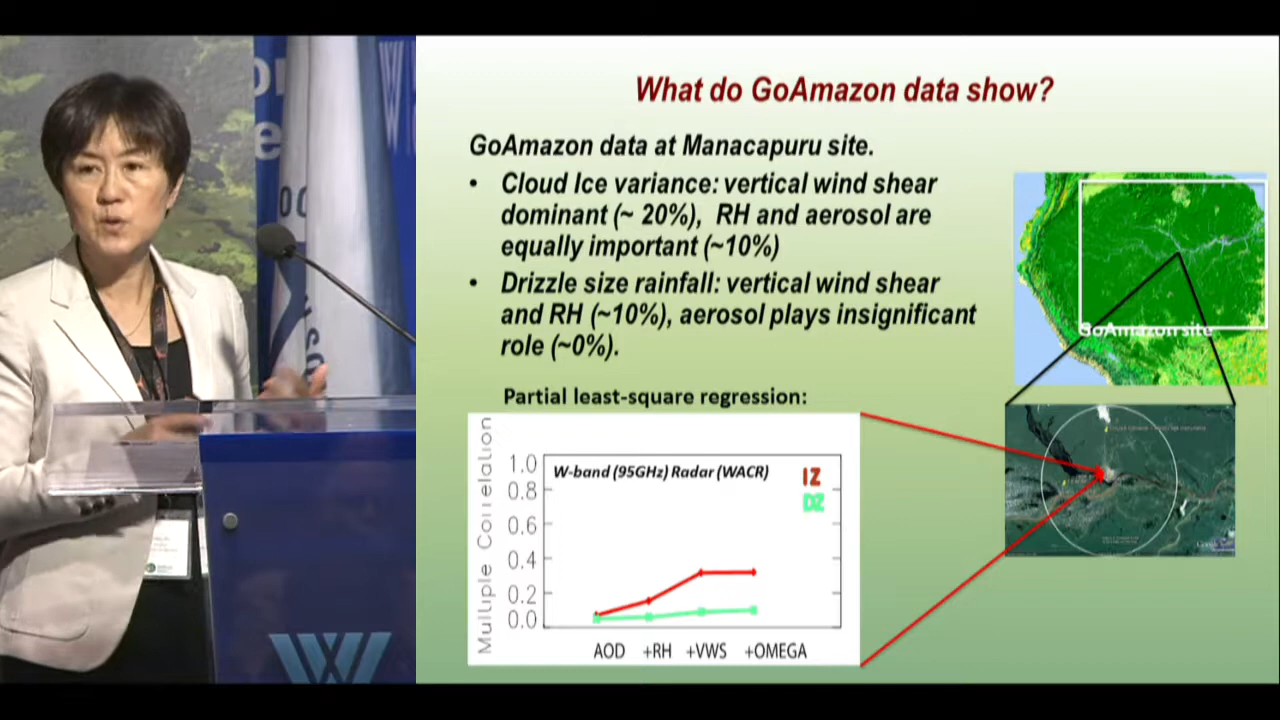 What do GoAmazon data show?
GoAmazon data at Manacapuru site.
• Cloud Ice variance: vertical wind shear
dominant (~ 20%), RH and aerosol are
equally important (~10%)
• Drizzle size rainfall: vertical wind shear
and RH (~10%), aerosol plays insignificant
role (~0%).
GoAmazon site
Partial least-square regression:
Multiple Correlation
W-band (95GHz) Radar (WACR)
IZ
DZ
1.0
0.8
0.6
0.4
0.2
0.0
AOD +RH +VWS +OMEGA
Google
W